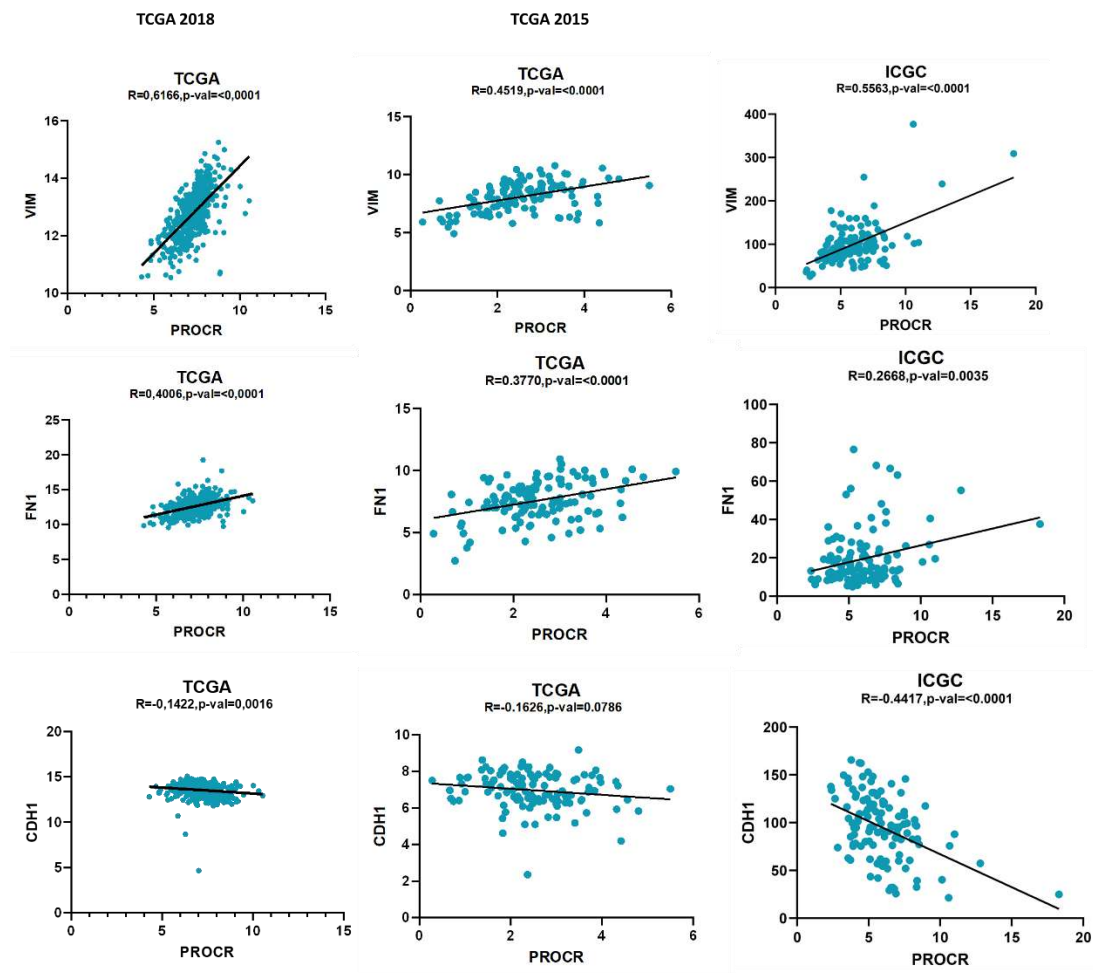 TCGA 2018
TCGA 2015
TCGA
R=0,6166,p-val=<0,0001
VIM
16
14
12
10
0
5
10
15
PROCR
TCGA
R=0.4519,p-val=<0.0001
VIM
15
10
5
0
0
2
4
6
PROCR
ICGC
R=0.5563,p-val=<0.0001
VIM
400
300
200
100
0
0
5
10
15
20
PROCR
TCGA
R=0,4006,p-val=<0,0001
FN1
25
20
15
10
5
0
0
5
10
15
PROCR
TCGA
R=0.3770,p-val=<0.0001
FN1
15
10
5
0
0
2
4
6
PROCR
ICGC
R=0.2668,p-val=0.0035
FN1
100
80
60
40
20
0
0
5
10
15
20
PROCR
TCGA
R=-0,1422,p-val=0,0016
CDH1
20
15
10
5
0
0
5
10
15
PROCR
TCGA
R=-0.1626,p-val=0.0786
CDH1
10
8
6
4
2
0
0
2
4
6
PROCR
ICGC
R=-0.4417,p-val=<0.0001
CDH1
200
150
100
50
0
0
5
10
15
20
PROCR